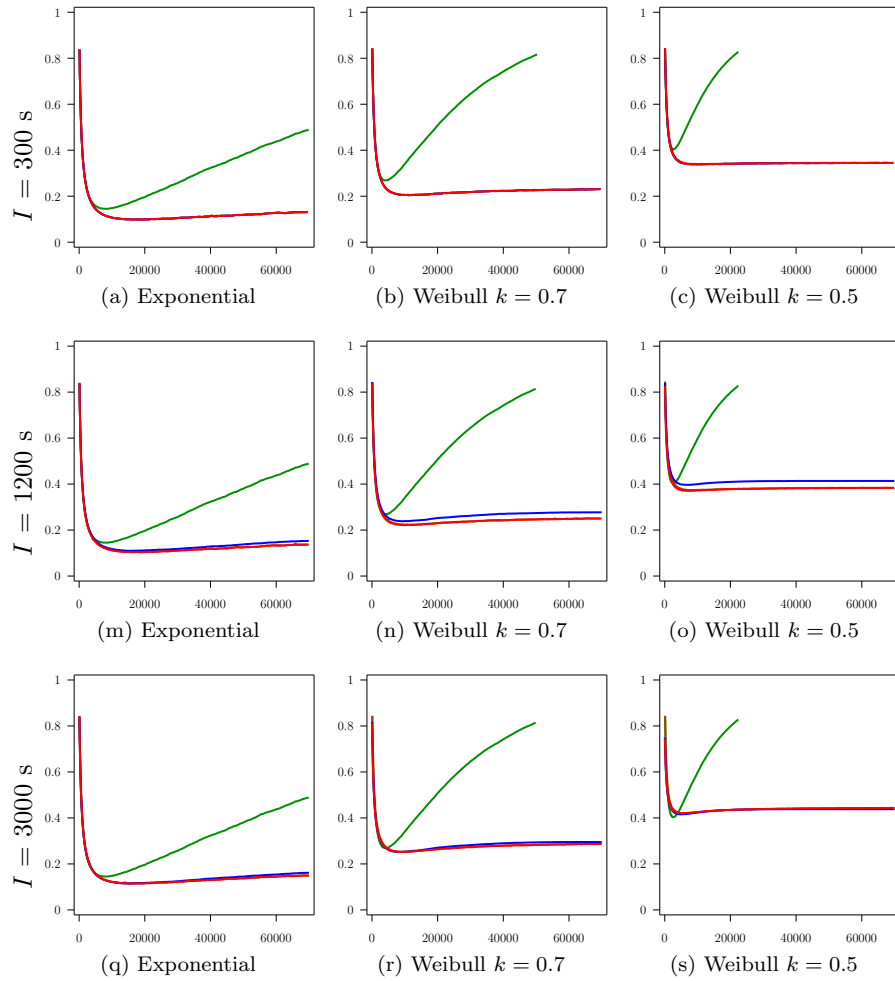 1
0.8
0.6
0.4
0.2
0
0 20000 40000 60000
(a) Exponential
1
0.8
0.6
0.4
0.2
0
0 20000 40000 60000
(b) Weibull k = 0.7
1
0.8
0.6
0.4
0.2
0
0 20000 40000 60000
(c) Weibull k = 0.5
I = 300 s
1
0.8
0.6
0.4
0.2
0
0 20000 40000 60000
(m) Exponential
1
0.8
0.6
0.4
0.2
0
0 20000 40000 60000
(n) Weibull k = 0.7
1
0.8
0.6
0.4
0.2
0
0 20000 40000 60000
(o) Weibull k = 0.5
I = 1200 s
1
0.8
0.6
0.4
0.2
0
0 20000 40000 60000
(q) Exponential
1
0.8
0.6
0.4
0.2
0
0 20000 40000 60000
(r) Weibull k = 0.7
1
0.8
0.6
0.4
0.2
0
0 20000 40000 60000
(s) Weibull k = 0.5
I = 3000 s